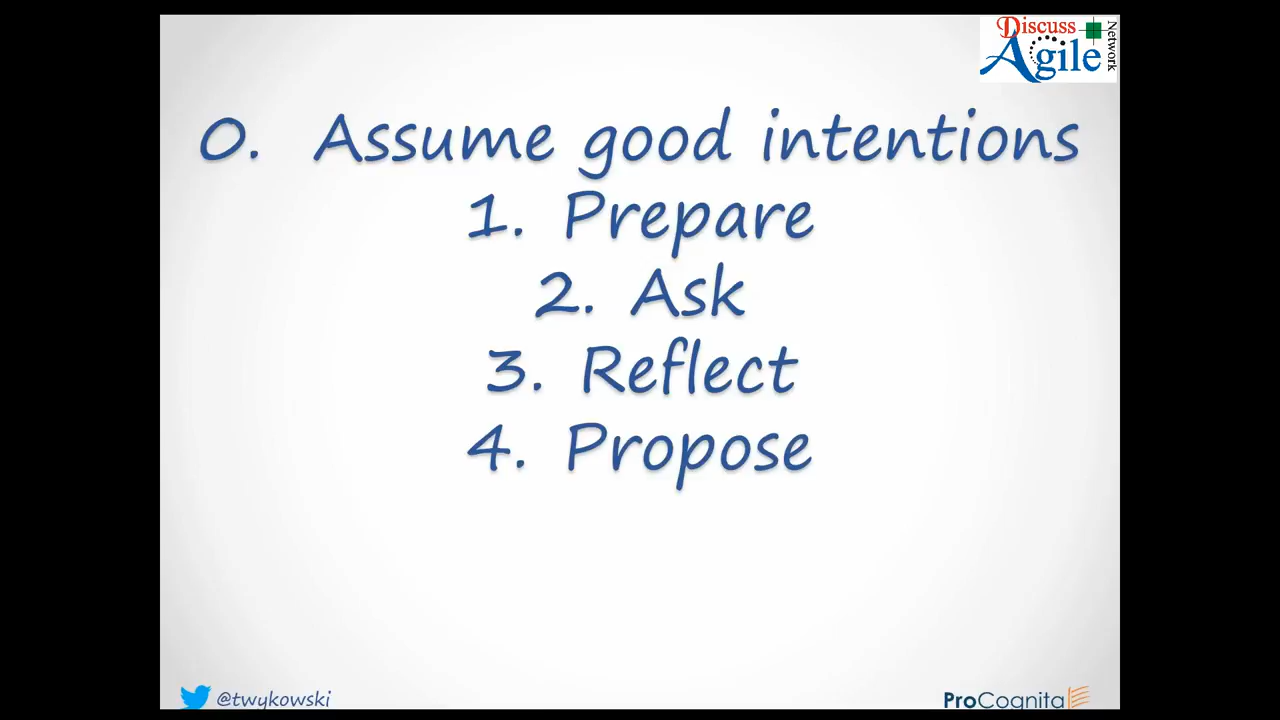 Discuss
Agile
Network
0. Assume good intentions
1. Prepare
2. Ask
3. Reflect
4. Propose
@twykowski
ProCognita